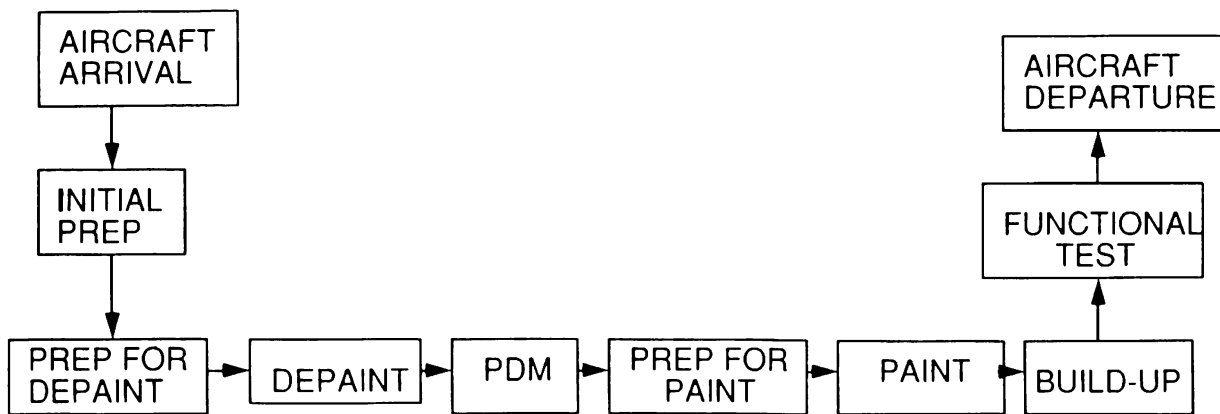 AIRCRAFT
ARRIVAL
INITIAL
PREP
PREP FOR
DEPAINT
DEPAINT
PDM
PREP FOR
PAINT
PAINT
BUILD-UP
FUNCTIONAL
TEST
AIRCRAFT
DEPARTURE